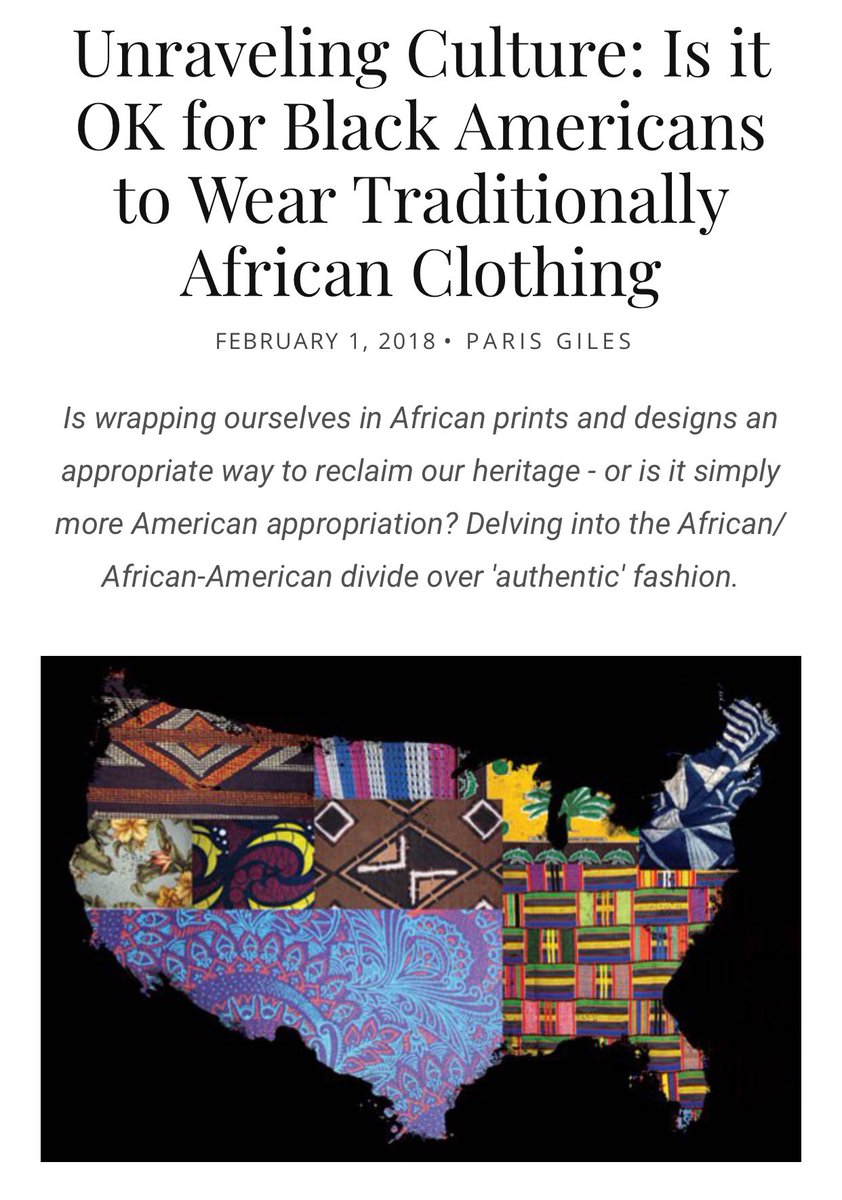 Unraveling Culture: Is it
OK for Black Americans
to Wear Traditionally
African Clothing
FEBRUARY 1, 2018 • PARIS GILES
Is wrapping ourselves in African prints and designs an
appropriate way to reclaim our heritage - or is it simply
more American appropriation? Delving into the African/
African-American divide over 'authentic' fashion.